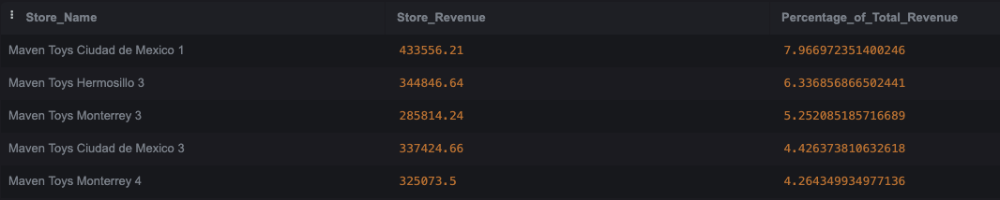 Store_Name Store_Revenue Percentage_of_Total_Revenue
Maven Toys Ciudad de Mexico 1 433556.21 7.966972351400246
Maven Toys Hermosillo 3 344846.64 6.336856866502441
Maven Toys Monterrey 3 285814.24 5.252085185716689
Maven Toys Ciudad de Mexico 3 337424.66 4.426373810632618
Maven Toys Monterrey 4 325073.5 4.264349934977136